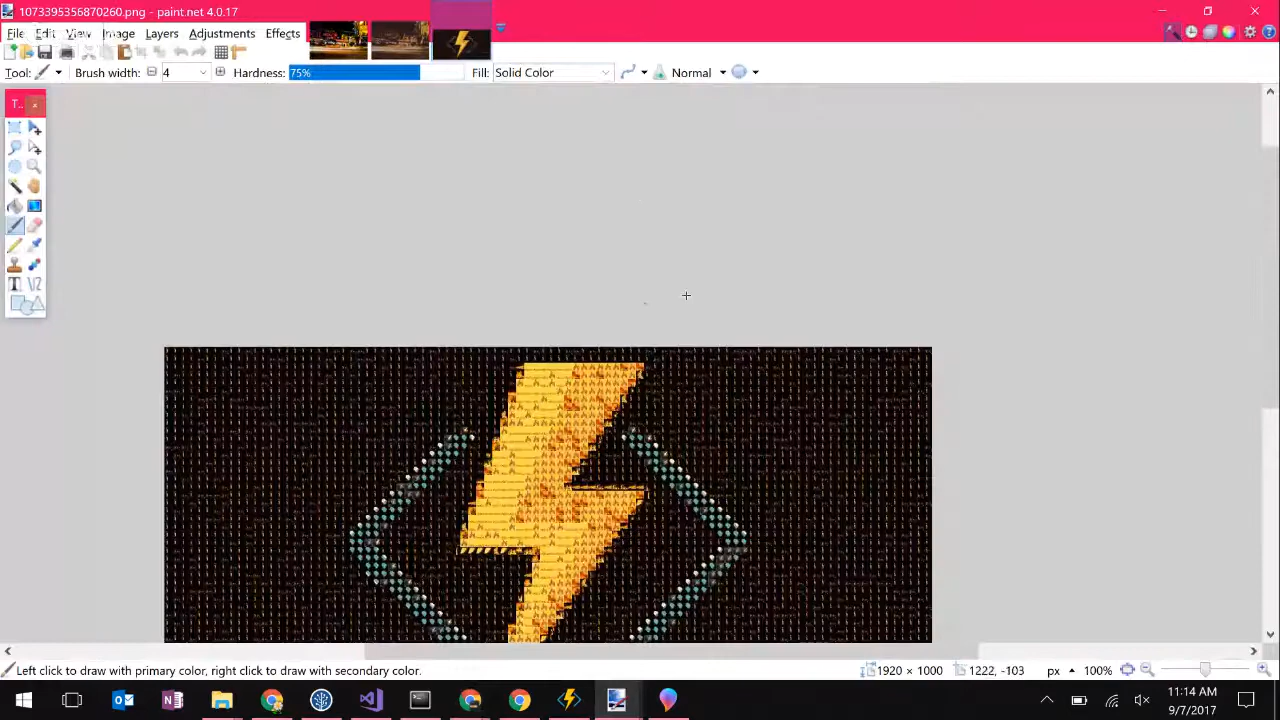 1073395356870260.png - paint.net 4.0.17
File Edit View Image Layers Adjustments Effects
Tool: Brush width: 4 Hardness: 75% Fill: Solid Color Normal
T..
Left click to draw with primary color, right click to draw with secondary color. 1920 × 1000 1222, -103 px 100%
11:14 AM
9/7/2017